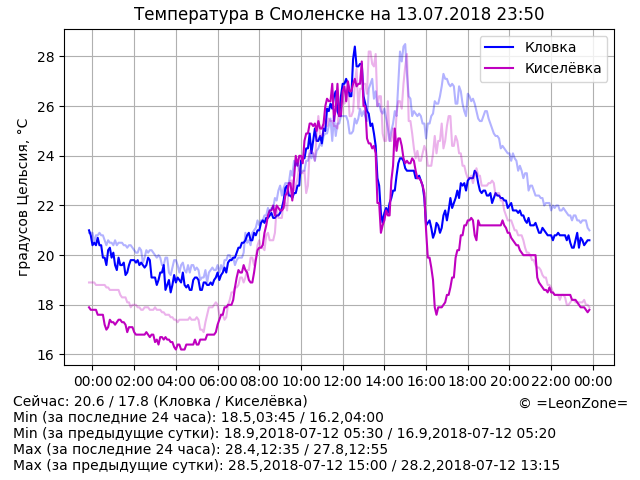 Температура в Смоленске на 13.07.2018 23:50
градусов Цельсия, °C
28
26
24
22
20
18
16
Кловка
Киселёвка
00:00 02:00 04:00 06:00 08:00 10:00 12:00 14:00 16:00 18:00 20:00 22:00 00:00
Сейчас: 20.6 / 17.8 (Кловка / Киселёвка)
© =LeonZone=
Min (за последние 24 часа): 18.5,03:45 / 16.2,04:00
Min (за предыдущие сутки): 18.9,2018-07-12 05:30 / 16.9,2018-07-12 05:20
Max (за последние 24 часа): 28.4,12:35 / 27.8,12:55
Max (за предыдущие сутки): 28.5,2018-07-12 15:00 / 28.2,2018-07-12 13:15